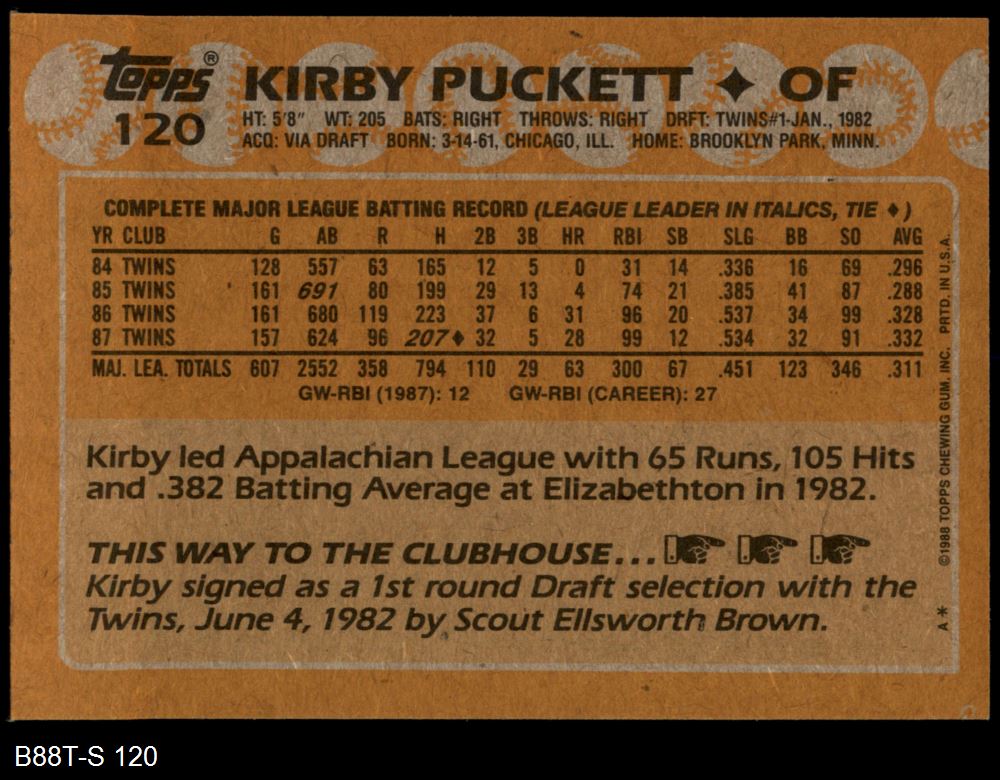 Topps®
KIRBY PUCKETT ✦ OF
120
HT: 5'8" WT: 205 BATS: RIGHT THROWS: RIGHT DRFT: TWINS#1-JAN., 1982
ACQ: VIA DRAFT BORN: 3-14-61, CHICAGO, ILL. HOME: BROOKLYN PARK, MINN.
COMPLETE MAJOR LEAGUE BATTING RECORD (LEAGUE LEADER IN ITALICS, TIE ♦)
YR CLUB G AB R H 2B 3B HR RBI SB SLG BB SO AVG
84 TWINS 128 557 63 165 12 5 0 31 14 .336 16 69 .296
85 TWINS 161 691 80 199 29 13 4 74 21 .385 41 87 .288
86 TWINS 161 680 119 223 37 6 31 96 20 .537 34 99 .328
87 TWINS 157 624 96 207♦ 32 5 28 99 12 .534 32 91 .332
MAJ. LEA. TOTALS 607 2552 358 794 110 29 63 300 67 .451 123 346 .311
GW-RBI (1987): 12 GW-RBI (CAREER): 27
Kirby led Appalachian League with 65 Runs, 105 Hits
and .382 Batting Average at Elizabethton in 1982.
THIS WAY TO THE CLUBHOUSE...
Kirby signed as a 1st round Draft selection with the
Twins, June 4, 1982 by Scout Ellsworth Brown.
©1988 TOPPS CHEWING GUM, INC. PRTD. IN U.S.A.
A*
B88T-S 120